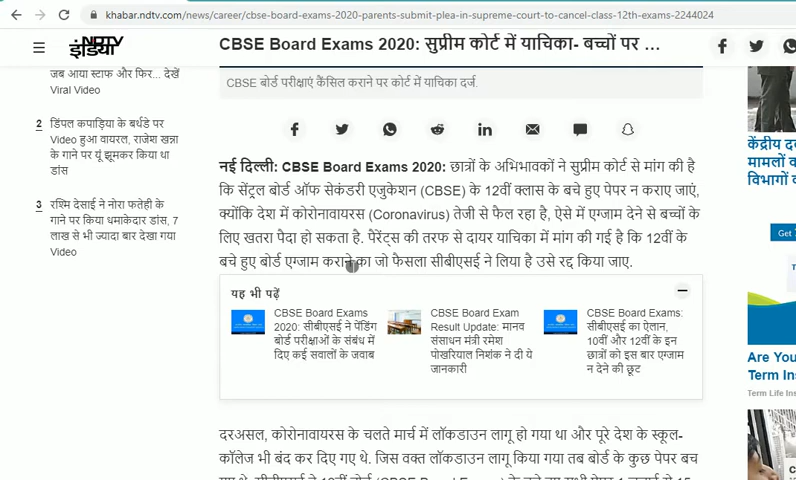 khabar.ndtv.com/news/career/cbse-board-exams-2020-parents-submit-plea-in-supreme-court-to-cancel-class-12th-exams-2244024
NDTV
इंडिया
CBSE Board Exams 2020: सुप्रीम कोर्ट में याचिका- बच्चों पर ...
CBSE बोर्ड परीक्षाएं कैंसिल कराने पर कोर्ट में याचिका दर्ज.
जब आया स्टाफ और फिर... देखें
Viral Video
2 डिंपल कपाड़िया के बर्थडे पर
Video हुआ वायरल, राजेश खन्ना
के गाने पर यूं झूमकर किया था
डांस
3 रश्मि देसाई ने नोरा फतेही के
गाने पर किया धमाकेदार डांस, 7
लाख से भी ज्यादा बार देखा गया
Video
नई दिल्ली: CBSE Board Exams 2020: छात्रों के अभिभावकों ने सुप्रीम कोर्ट से मांग की है
कि सेंट्रल बोर्ड ऑफ सेकंडरी एजुकेशन (CBSE) के 12वीं क्लास के बचे हुए पेपर न कराए जाएं,
क्योंकि देश में कोरोनावायरस (Coronavirus) तेजी से फैल रहा है, ऐसे में एग्जाम देने से बच्चों के
लिए खतरा पैदा हो सकता है. पैरेंट्स की तरफ से दायर याचिका में मांग की गई है कि 12वीं के
बचे हुए बोर्ड एग्जाम कराने का जो फैसला सीबीएसई ने लिया है उसे रद्द किया जाए.
यह भी पढ़ें
CBSE Board Exams
2020: सीबीएसई ने पेंडिंग
बोर्ड परीक्षाओं के संबंध में
दिए कई सवालों के जवाब
CBSE Board Exam
Result Update: मानव
संसाधन मंत्री रमेश
पोखरियाल निशंक ने दी ये
जानकारी
CBSE Board Exams:
सीबीएसई का ऐलान,
10वीं और 12वीं के इन
छात्रों को इस बार एग्जाम
न देने की छूट
दरअसल, कोरोनावायरस के चलते मार्च में लॉकडाउन लागू हो गया था और पूरे देश के स्कूल-
कॉलेज भी बंद कर दिए गए थे. जिस वक्त लॉकडाउन लागू किया गया तब बोर्ड के कुछ पेपर बच
केंद्रीय द
मामलों
विभागों
Get
Are You
Term In
Term Life Ins